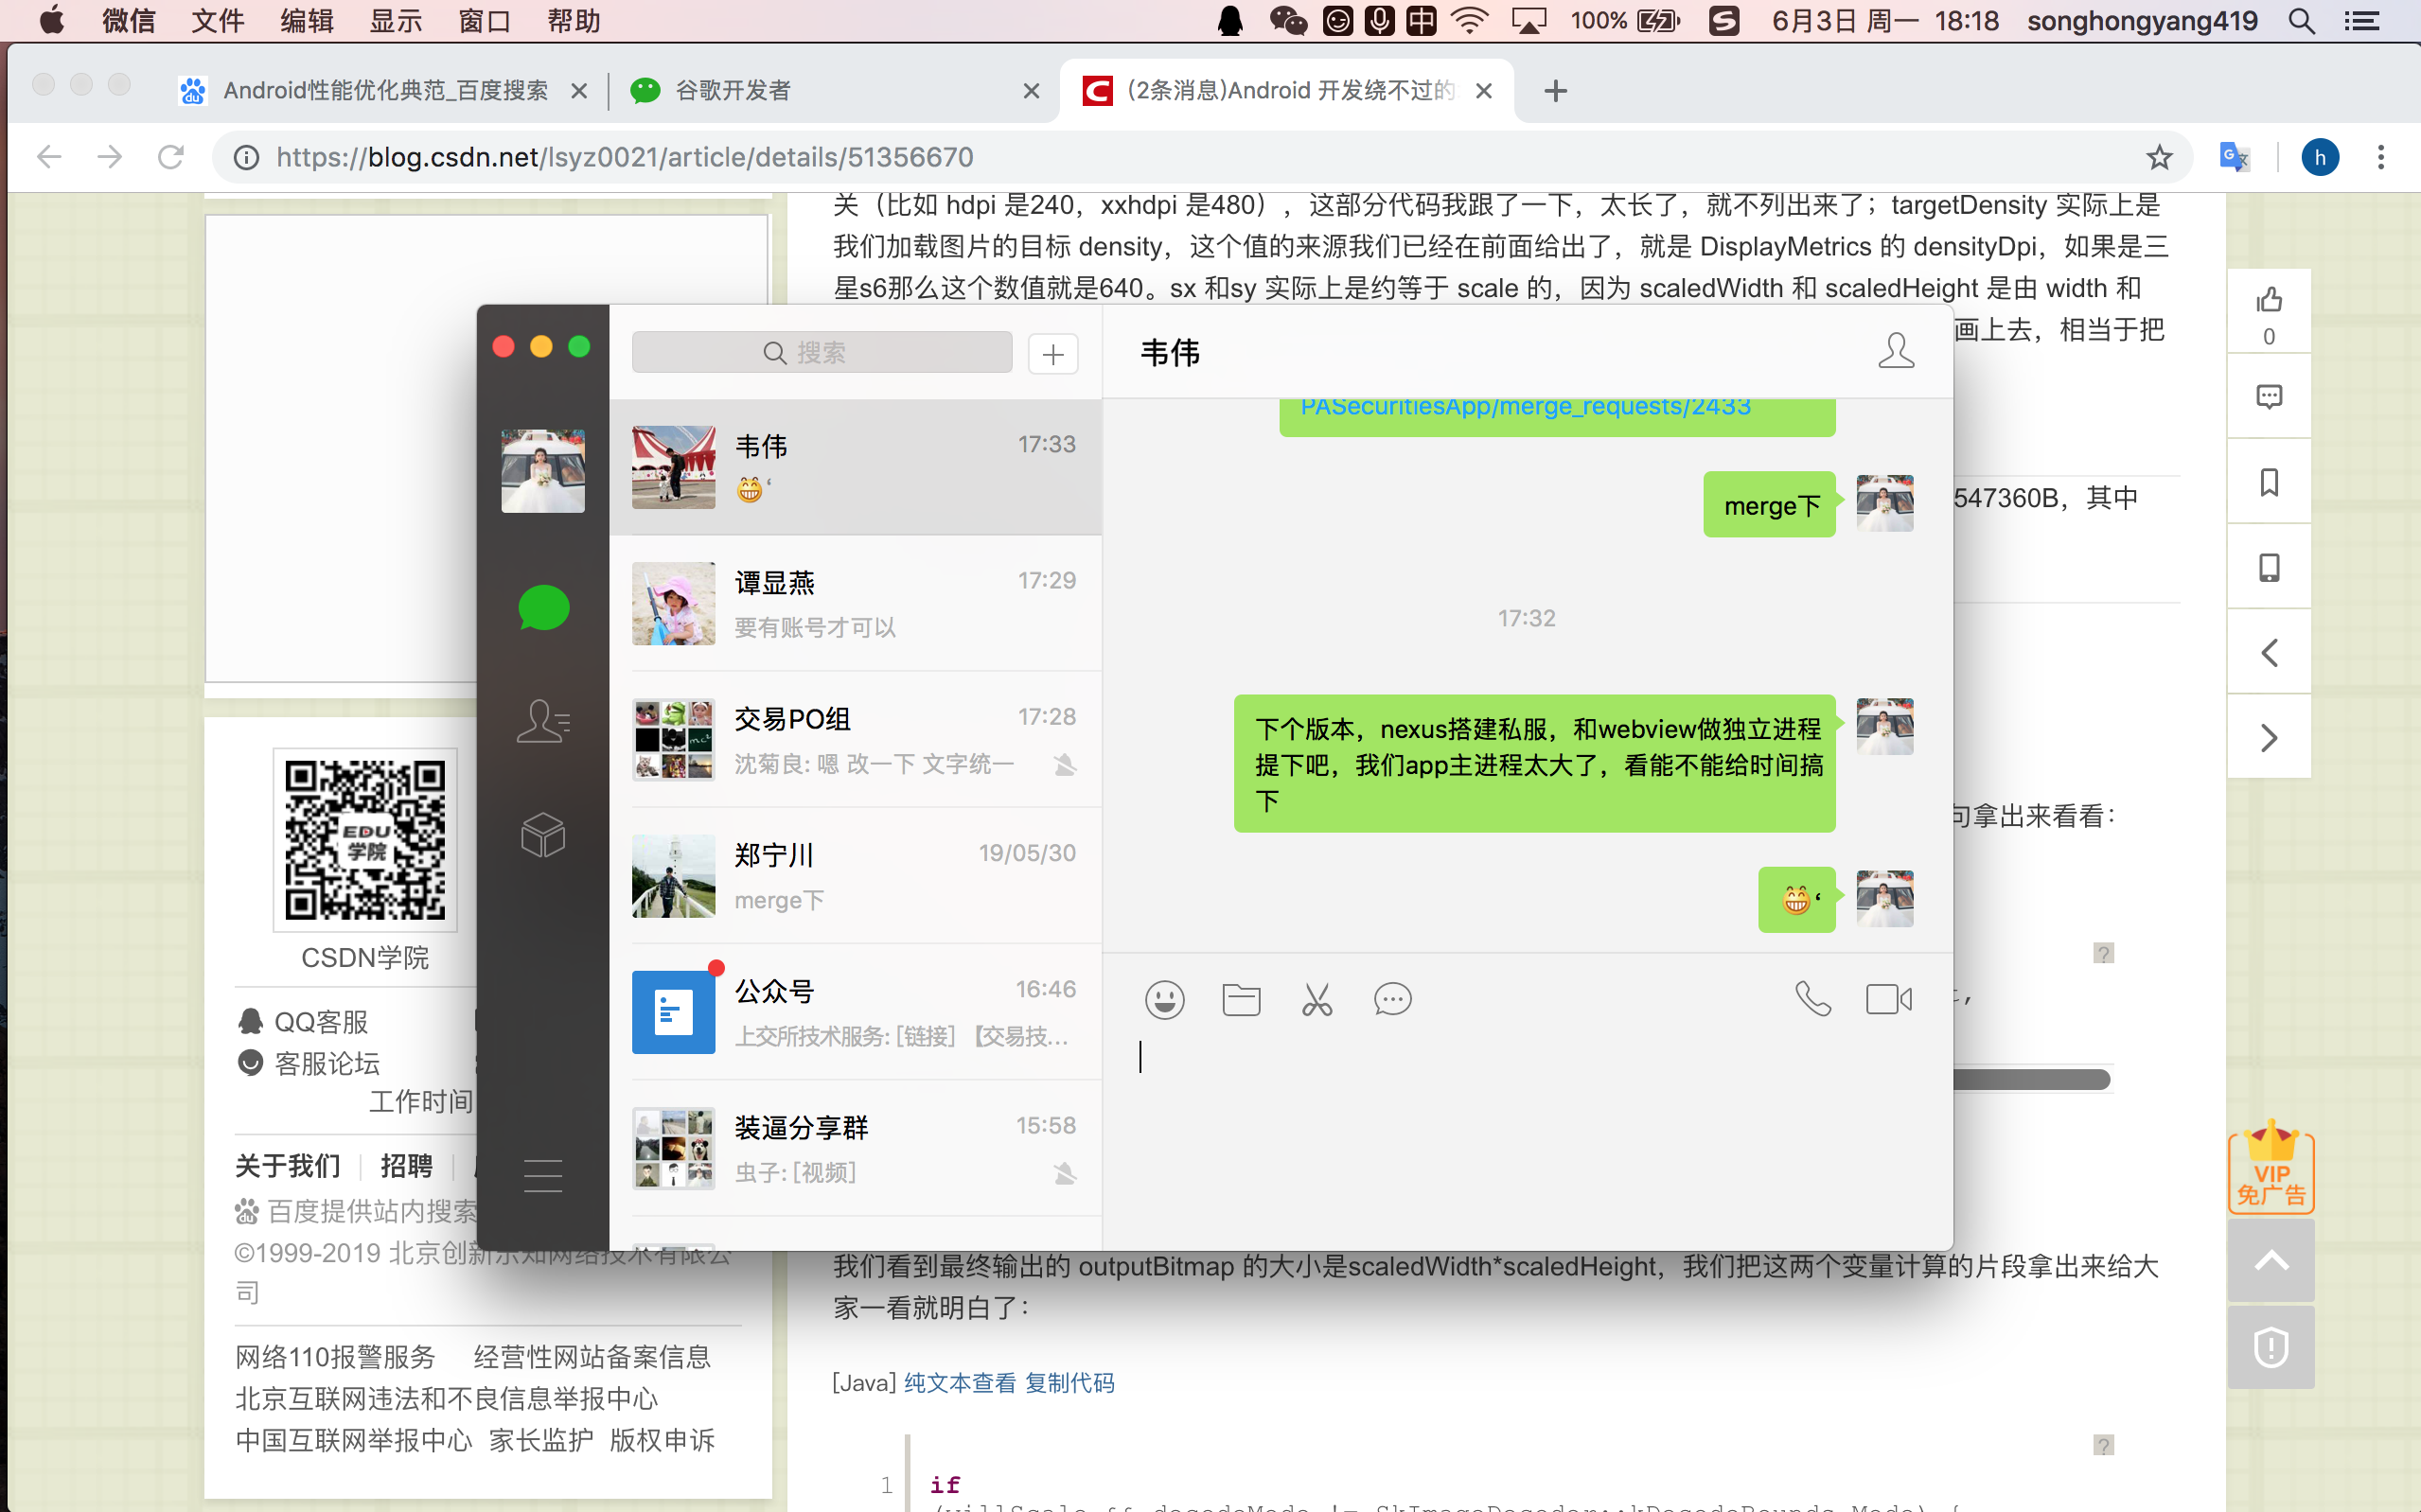 微信 文件 编辑 显示 窗口 帮助 中 100% 6月3日 周一 18:18 songhongyang419
Android性能优化典范_百度搜索
谷歌开发者
(2条消息)Android 开发绕不过的
https://blog.csdn.net/lsyz0021/article/details/51356670
h
关（比如 hdpi 是240，xxhdpi 是480），这部分代码我跟了一下，太长了，就不列出来了；targetDensity 实际上是
我们加载图片的目标 density，这个值的来源我们已经在前面给出了，就是 DisplayMetrics 的 densityDpi，如果是三
星s6那么这个数值就是640。sx 和sy 实际上是约等于 scale 的，因为 scaledWidth 和 scaledHeight 是由 width 和
画上去，相当于把
547360B，其中
句拿出来看看：
搜索
韦伟 17:33
谭显燕 17:29
要有账号才可以
交易PO组 17:28
沈菊良: 嗯 改一下 文字统一
郑宁川 19/05/30
merge下
公众号 16:46
上交所技术服务: [链接] 【交易技...
装逼分享群 15:58
虫子: [视频]
韦伟
PASecuritiesApp/merge_requests/2433
merge下
17:32
下个版本，nexus搭建私服，和webview做独立进程
提下吧，我们app主进程太大了，看能不能给时间搞
下
0
EDU
学院
CSDN学院
QQ客服
客服论坛
工作时间
关于我们 招聘
百度提供站内搜索
©1999-2019 北京创新乐知网络技术有限公
司
网络110报警服务 经营性网站备案信息
北京互联网违法和不良信息举报中心
中国互联网举报中心 家长监护 版权申诉
VIP
免广告
我们看到最终输出的 outputBitmap 的大小是scaledWidth*scaledHeight，我们把这两个变量计算的片段拿出来给大
家一看就明白了：
[Java] 纯文本查看 复制代码
?
?
1 if
(willScale && decodeMode != SkImageDecoder::kDecodeBounds_Mode) {